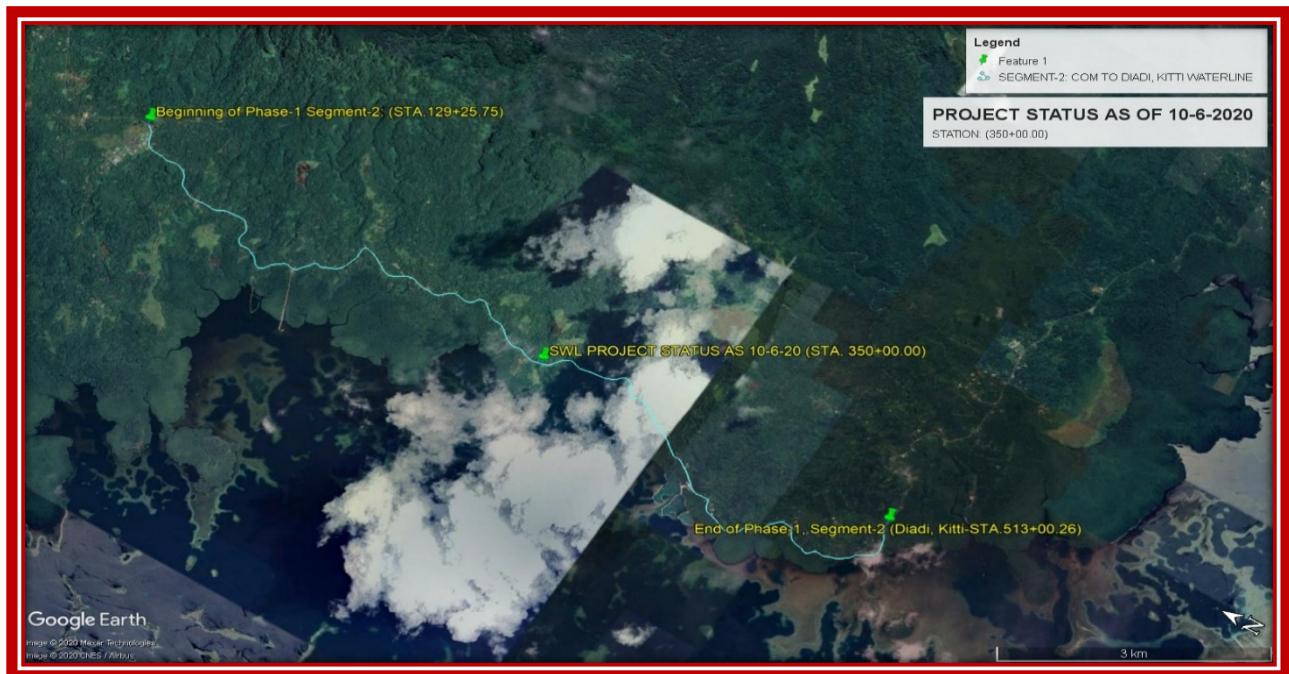 Legend
Feature 1
SEGMENT-2: COM TO DIADI, KITTI WATERLINE
PROJECT STATUS AS OF 10-6-2020
STATION: (350+00.00)
Beginning of Phase-1 Segment-2: (STA.129+25.75)
SWL PROJECT STATUS AS 10-6-20 (STA. 350+00.00)
End of Phase-1, Segment-2 (Diadi, Kitti-STA.513+00.26)
Google Earth
Image © 2020 Maxar Technologies
Image © 2020 CNES / Airbus
N
3 km